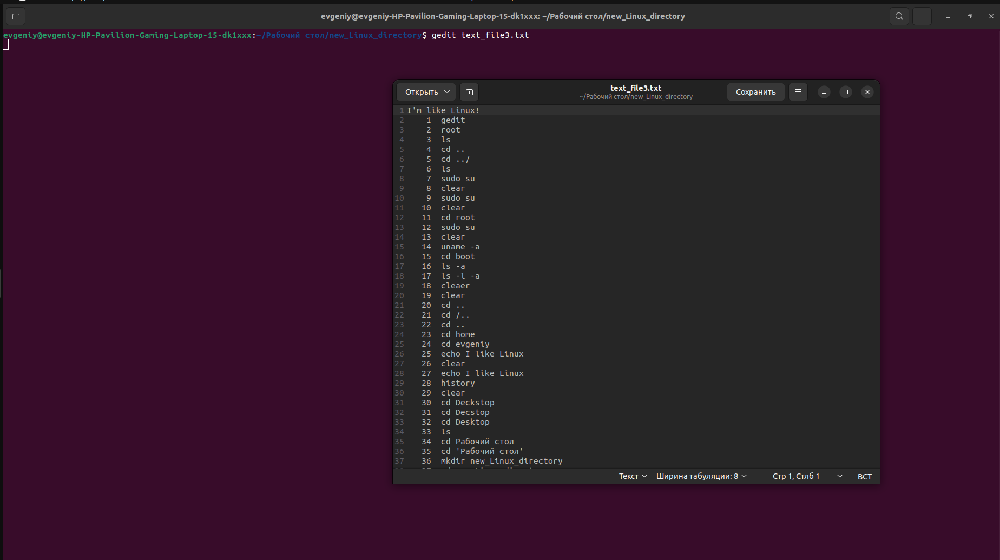 evgeniy@evgeniy-HP-Pavilion-Gaming-Laptop-15-dk1xxx: ~/Рабочий стол/new_Linux_directory
evgeniy@evgeniy-HP-Pavilion-Gaming-Laptop-15-dk1xxx:~/Рабочий стол/new_Linux_directory$ gedit text_file3.txt
Открыть
text_file3.txt
~/Рабочий стол/new_Linux_directory
Сохранить
1 I'm like Linux!
2 1 gedit
3 2 root
4 3 ls
5 4 cd ..
6 5 cd ../
7 6 ls
8 7 sudo su
9 8 clear
10 9 sudo su
11 10 clear
12 11 cd root
13 12 sudo su
14 13 clear
15 14 uname -a
16 15 cd boot
17 16 ls -a
18 17 ls -l -a
19 18 cleaer
20 19 clear
21 20 cd ..
22 21 cd /..
23 22 cd ..
24 23 cd home
25 24 cd evgeniy
26 25 echo I like Linux
27 26 clear
28 27 echo I like Linux
29 28 history
30 29 clear
31 30 cd Deckstop
32 31 cd Decstop
33 32 cd Desktop
34 33 ls
35 34 cd Рабочий стол
36 35 cd 'Рабочий стол'
37 36 mkdir new_Linux_directory
Текст Ширина табуляции: 8 Стр 1, Стлб 1 ВСТ